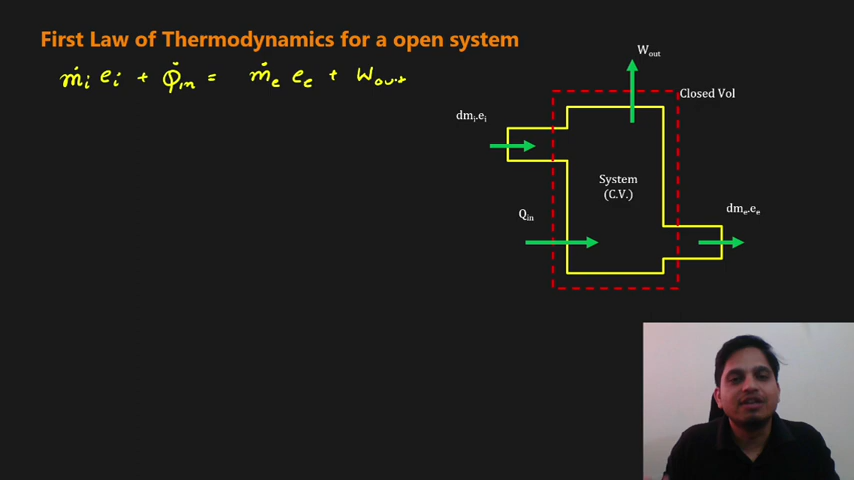 First Law of Thermodynamics for a open system
ṁᵢ eᵢ + Q̇ᵢₙ = ṁₑ eₑ + Wₒᵤₜ
Wout
Closed Vol
dmi.ei
System
(C.V.)
Qin
dme.ee